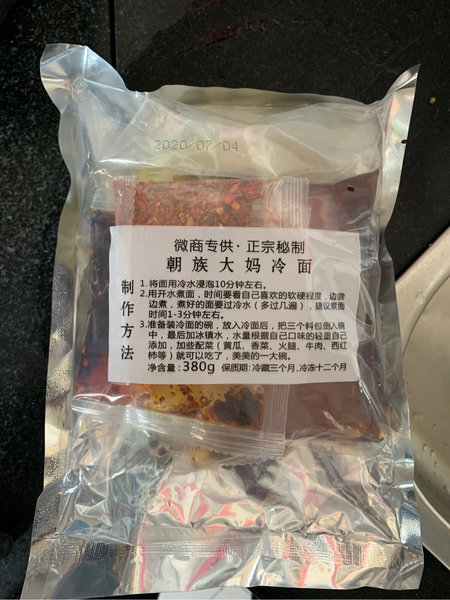 2020/07/04
微商专供·正宗秘制
朝族大妈冷面
制作方法
1.将面用冷水浸泡10分钟左右。
2.用开水煮面，时间要看自己喜欢的软硬程度，边尝
边煮，煮好的面要过冷水（多过几遍），建议煮面
时间1-3分钟左右。
3.准备装冷面的碗，放入冷面后，把三个料包倒入碗
中，最后加冰镇水，水量根据自己口味的轻重自己
添加，加些配菜（黄瓜、香菜、火腿、牛肉、西红
柿等）就可以吃了，美美的一大碗。
净含量:380g 保质期:冷藏三个月,冷冻十二个月